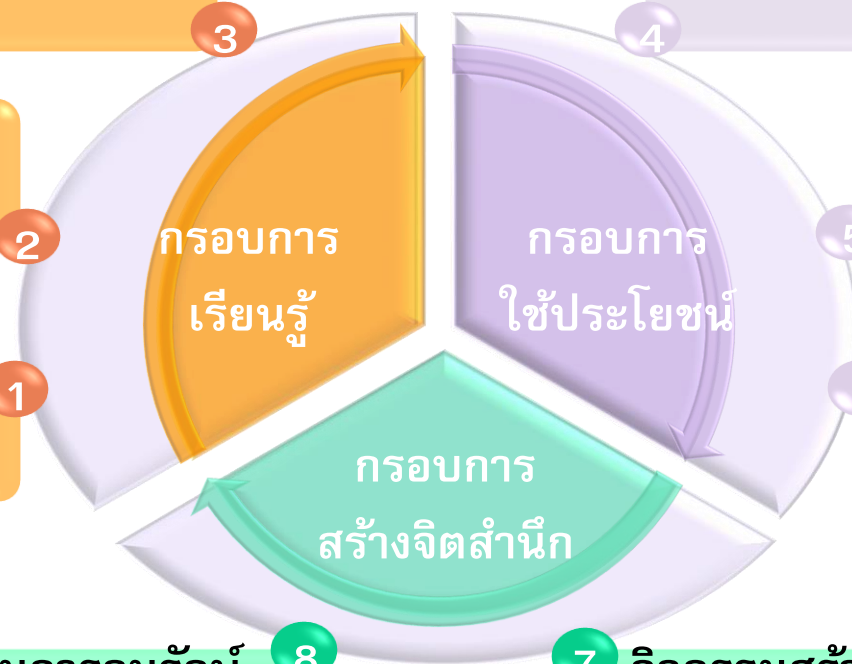 3
4
2
5
1
กรอบการ
เรียนรู้
กรอบการ
ใช้ประโยชน์
กรอบการ
สร้างจิตสำนึก
8
7